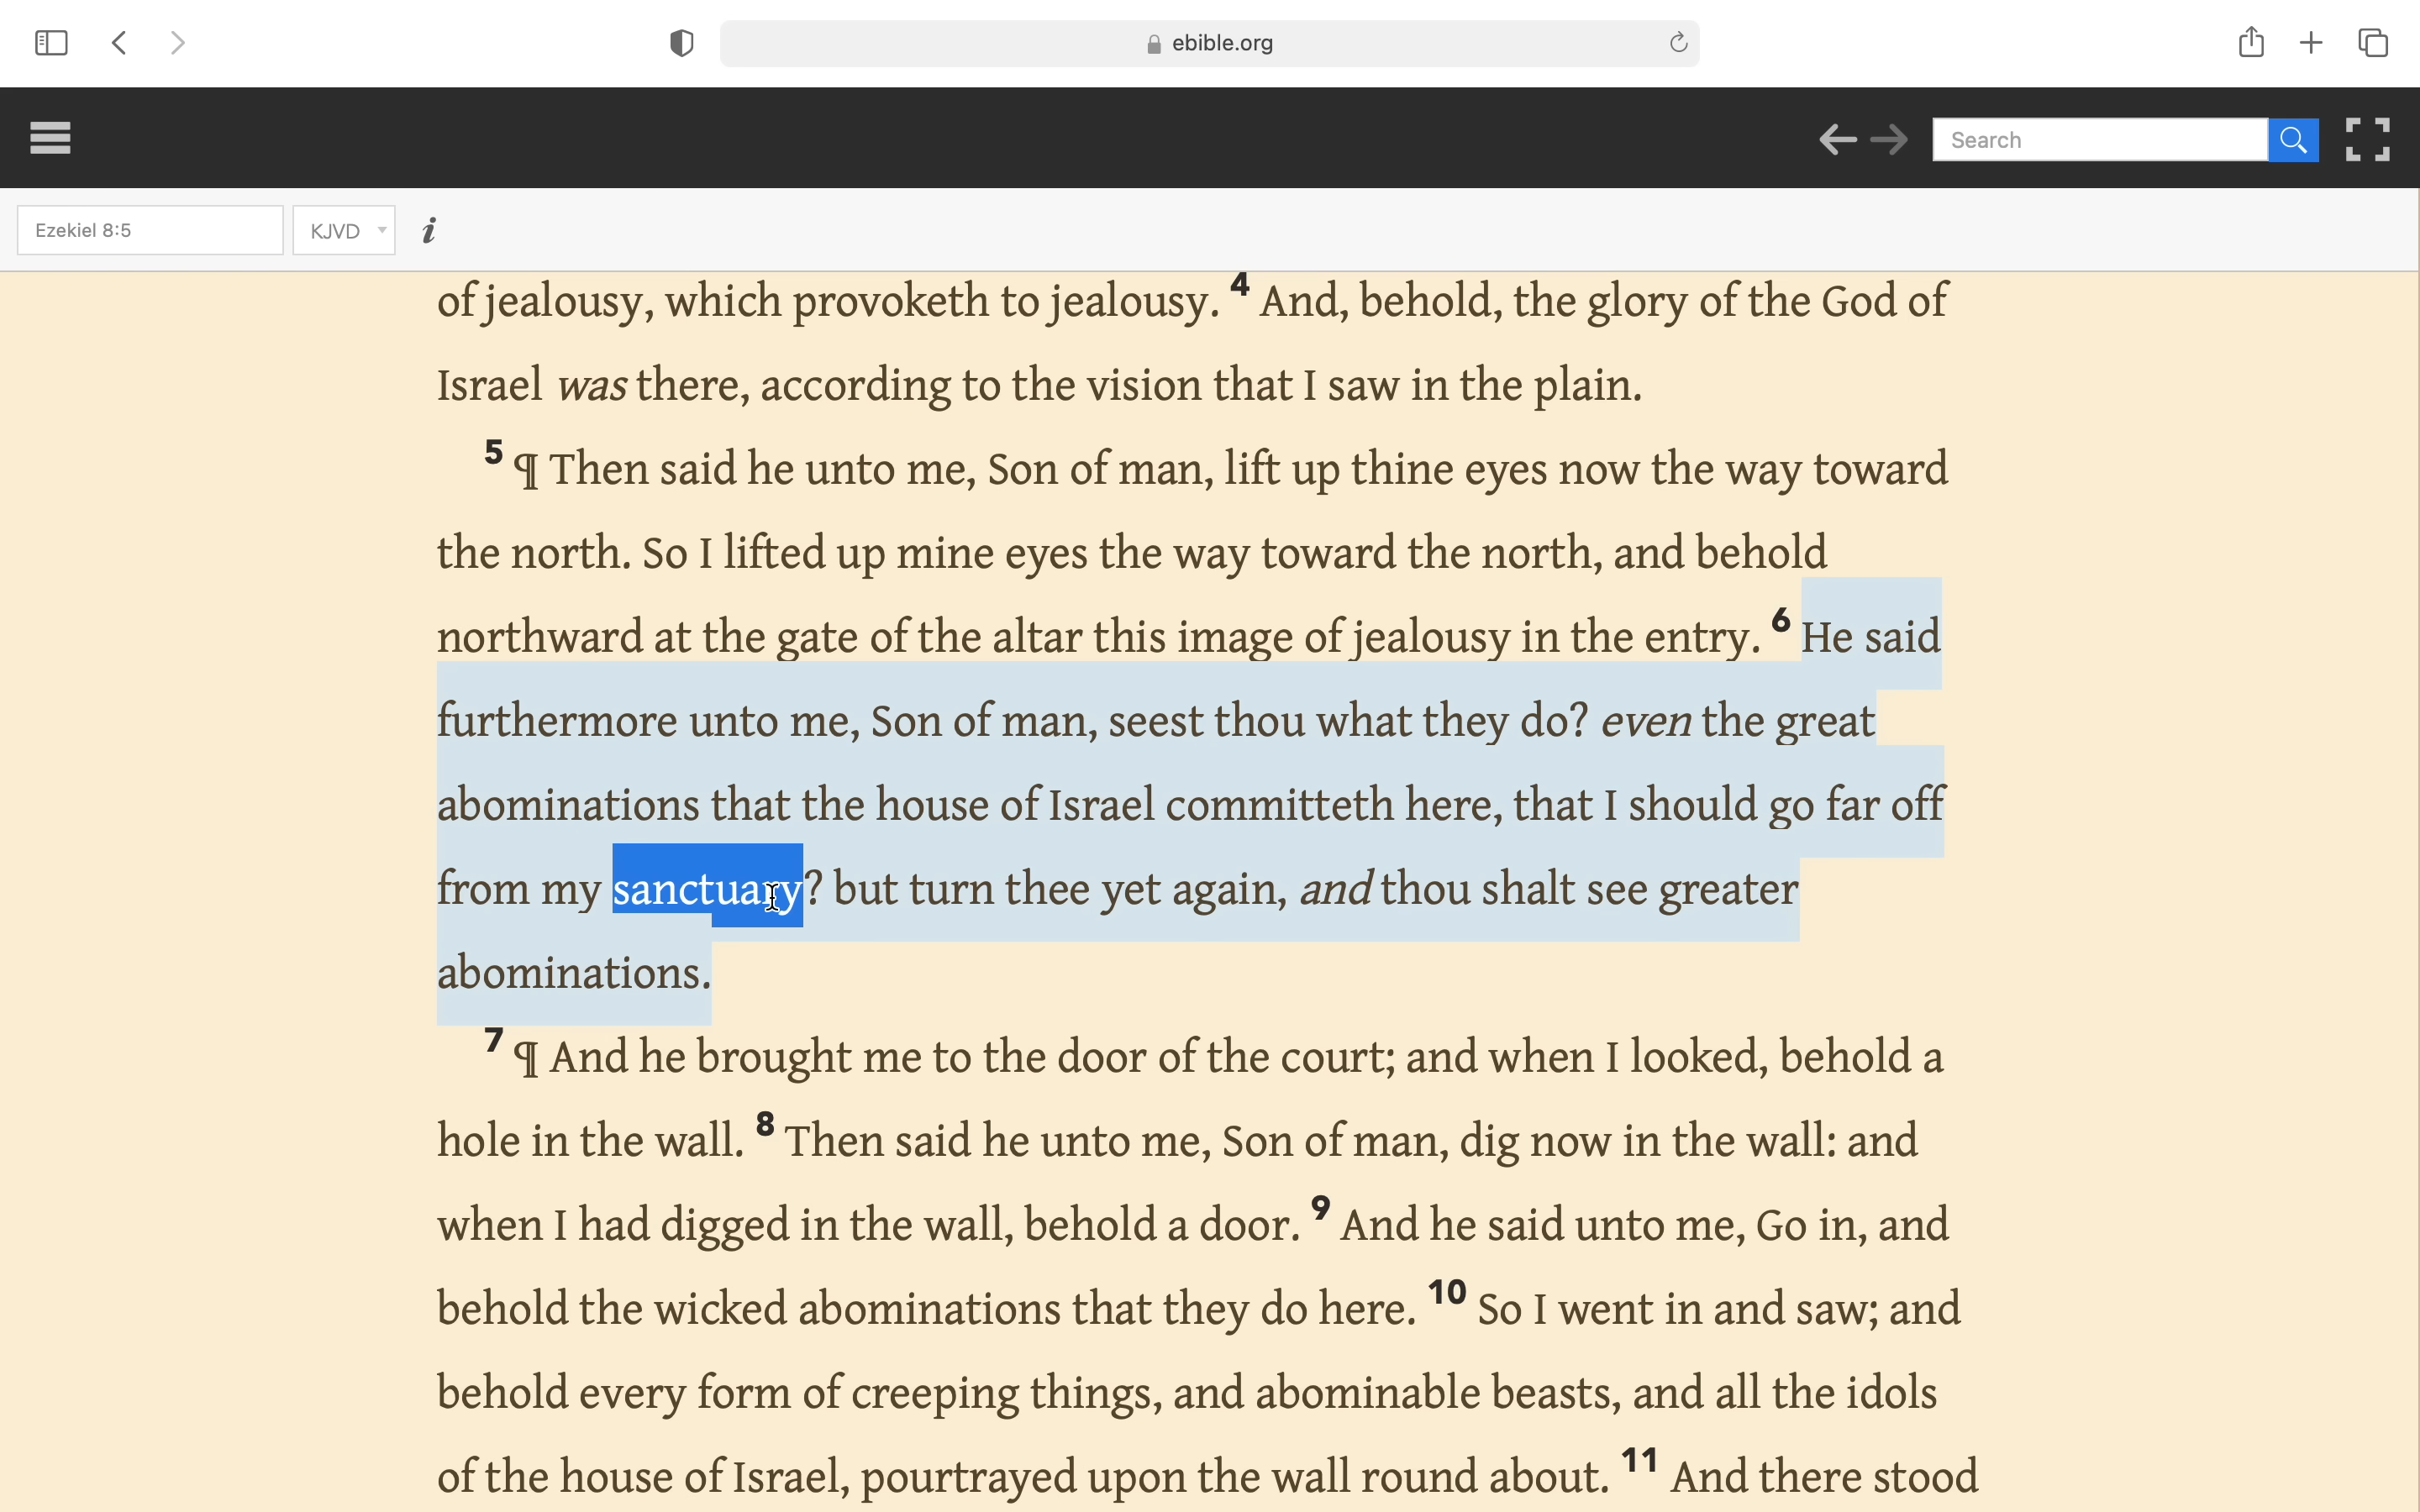 ebible.org
Search
Ezekiel 8:5 KJVD i
of jealousy, which provoketh to jealousy. 4 And, behold, the glory of the God of
Israel was there, according to the vision that I saw in the plain.
5 ¶ Then said he unto me, Son of man, lift up thine eyes now the way toward
the north. So I lifted up mine eyes the way toward the north, and behold
northward at the gate of the altar this image of jealousy in the entry. 6 He said
furthermore unto me, Son of man, seest thou what they do? even the great
abominations that the house of Israel committeth here, that I should go far off
from my sanctuary? but turn thee yet again, and thou shalt see greater
abominations.
7 ¶ And he brought me to the door of the court; and when I looked, behold a
hole in the wall. 8 Then said he unto me, Son of man, dig now in the wall: and
when I had digged in the wall, behold a door. 9 And he said unto me, Go in, and
behold the wicked abominations that they do here. 10 So I went in and saw; and
behold every form of creeping things, and abominable beasts, and all the idols
of the house of Israel, pourtrayed upon the wall round about. 11 And there stood